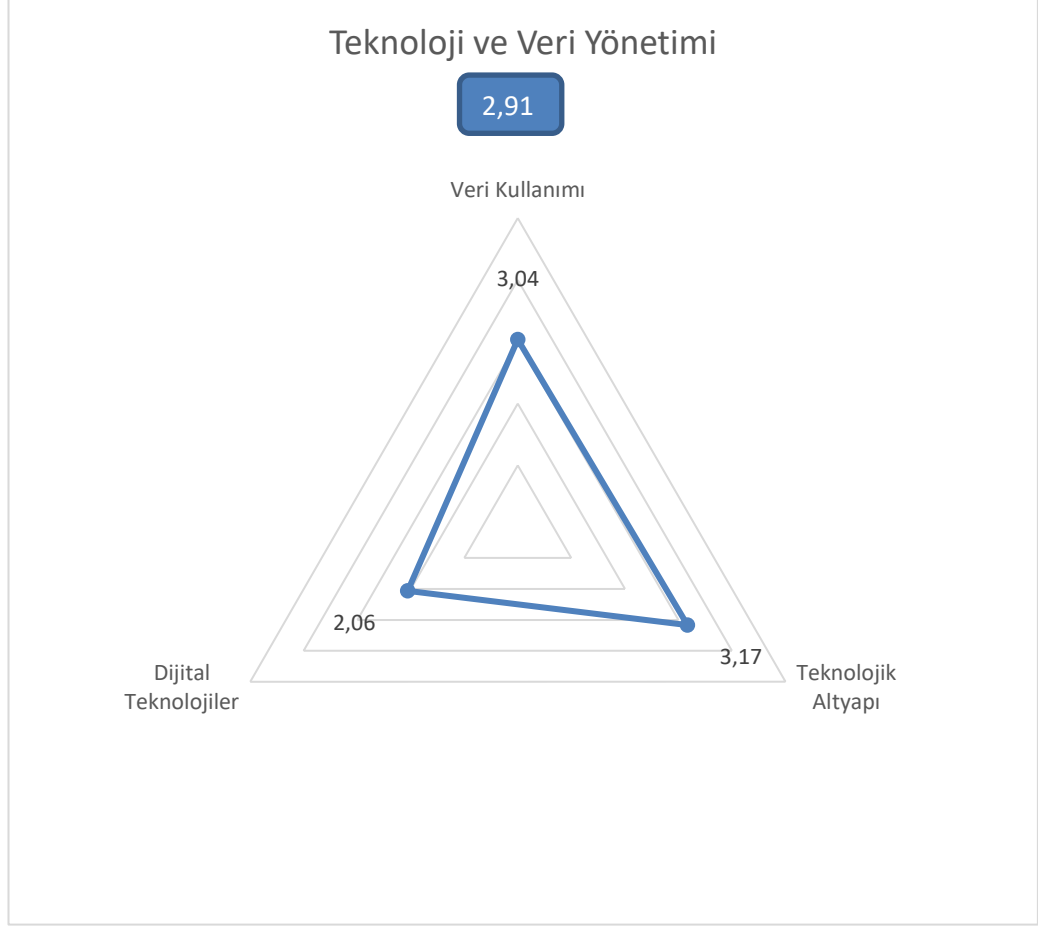 Teknoloji ve Veri Yönetimi
2,91
Veri Kullanımı
3,04
2,06
3,17
Dijital
Teknolojiler
Teknolojik
Altyapı